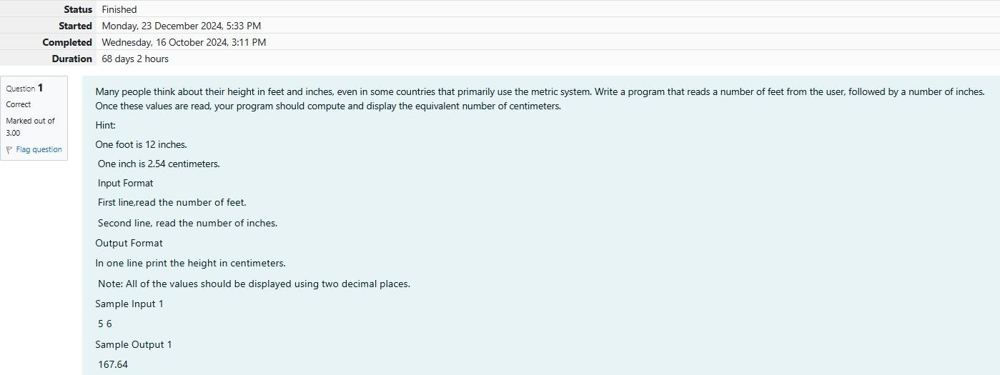 Status Finished
Started Monday, 23 December 2024, 5:33 PM
Completed Wednesday, 16 October 2024, 3:11 PM
Duration 68 days 2 hours
Question 1
Correct
Marked out of
3.00
Flag question
Many people think about their height in feet and inches, even in some countries that primarily use the metric system. Write a program that reads a number of feet from the user, followed by a number of inches.
Once these values are read, your program should compute and display the equivalent number of centimeters.
Hint:
One foot is 12 inches.
One inch is 2.54 centimeters.
Input Format
First line,read the number of feet.
Second line, read the number of inches.
Output Format
In one line print the height in centimeters.
Note: All of the values should be displayed using two decimal places.
Sample Input 1
5 6
Sample Output 1
167.64